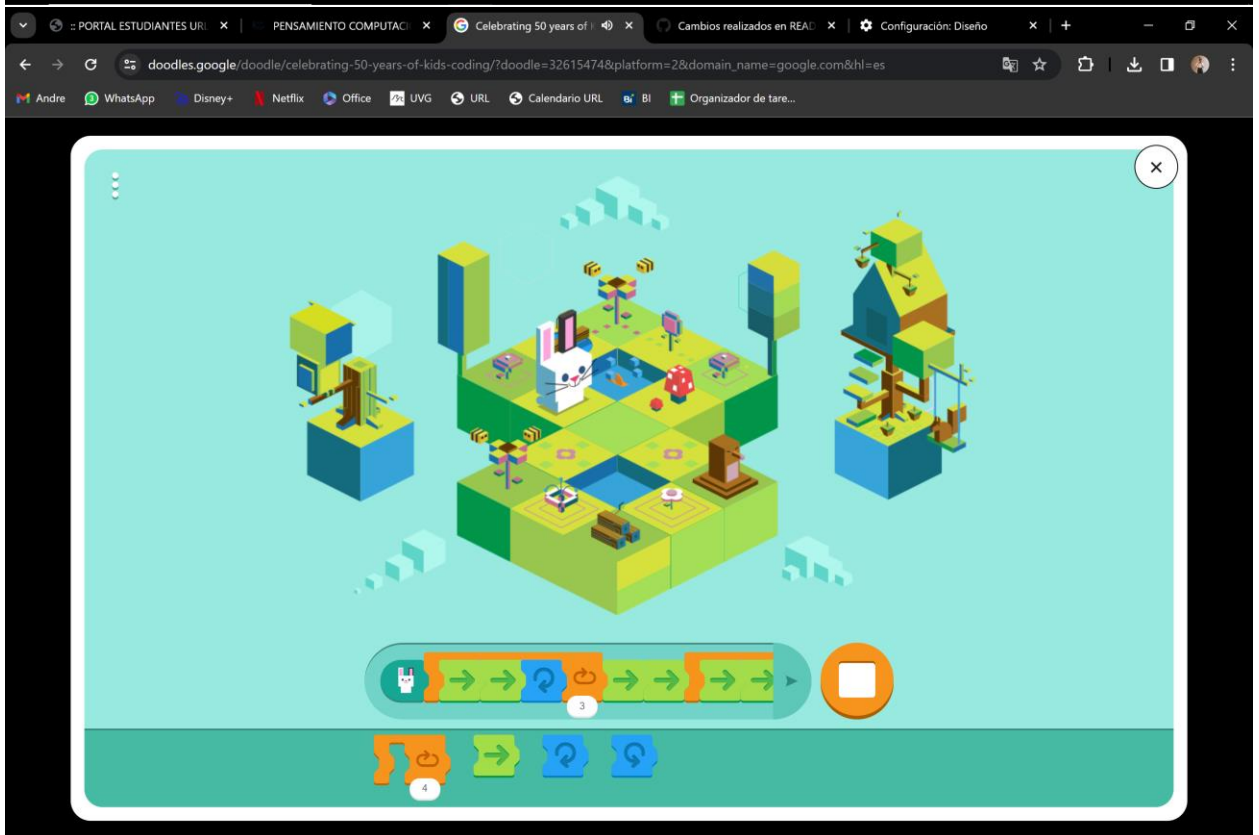 :: PORTAL ESTUDIANTES URL
PENSAMIENTO COMPUTACI
Celebrating 50 years of K
Cambios realizados en READ
Configuración: Diseño
doodles.google/doodle/celebrating-50-years-of-kids-coding/?doodle=32615474&platform=2&domain_name=google.com&hl=es
Andre WhatsApp Disney+ Netflix Office UVG URL Calendario URL BI BI Organizador de tare...
3
4